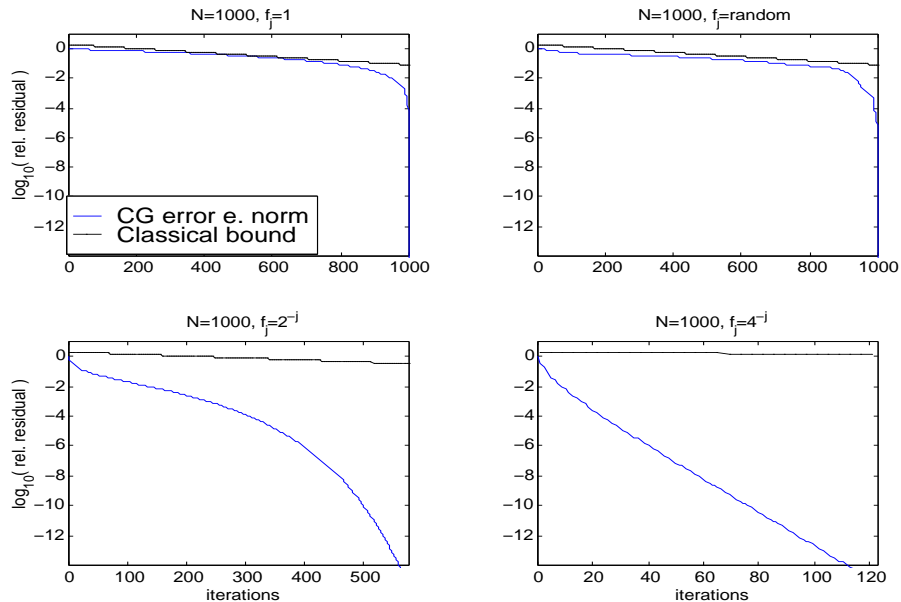 N=1000, f_j=1
log_10( rel. residual )
0
−2
−4
−6
−8
−10
−12
CG error e. norm
Classical bound
0 200 400 600 800 1000
N=1000, f_j=random
0
−2
−4
−6
−8
−10
−12
0 200 400 600 800 1000
N=1000, f_j=2^-j
log_10( rel. residual )
0
−2
−4
−6
−8
−10
−12
0 100 200 300 400 500
iterations
N=1000, f_j=4^-j
0
−2
−4
−6
−8
−10
−12
0 20 40 60 80 100 120
iterations